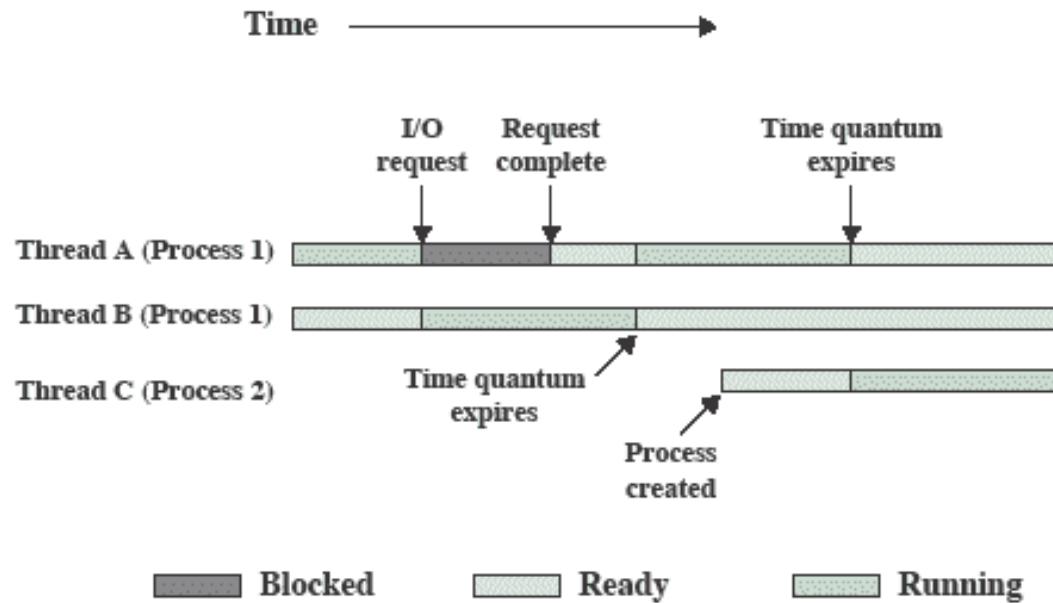 Time
I/O
request
Request
complete
Time quantum
expires
Thread A (Process 1)
Thread B (Process 1)
Thread C (Process 2)
Time quantum
expires
Process
created
Blocked
Ready
Running